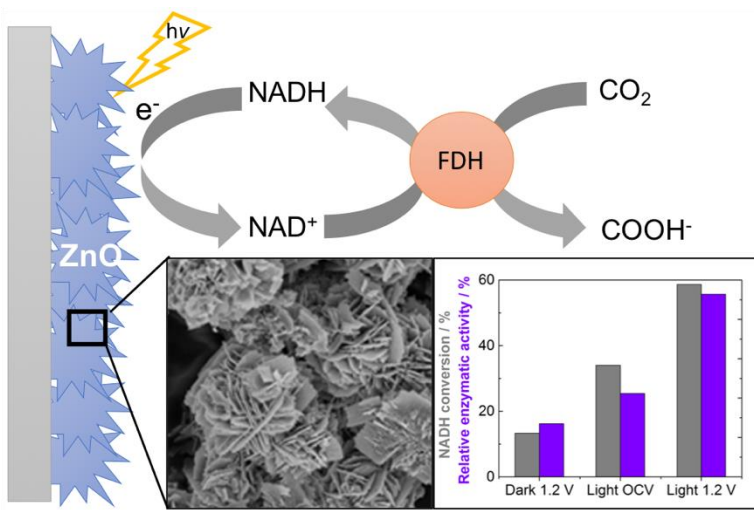 hν
e⁻
NADH
CO₂
FDH
NAD⁺
COOH⁻
ZnO
60
40
20
0
NADH conversion / %
Relative enzymatic activity / %
Dark 1.2 V Light OCV Light 1.2 V